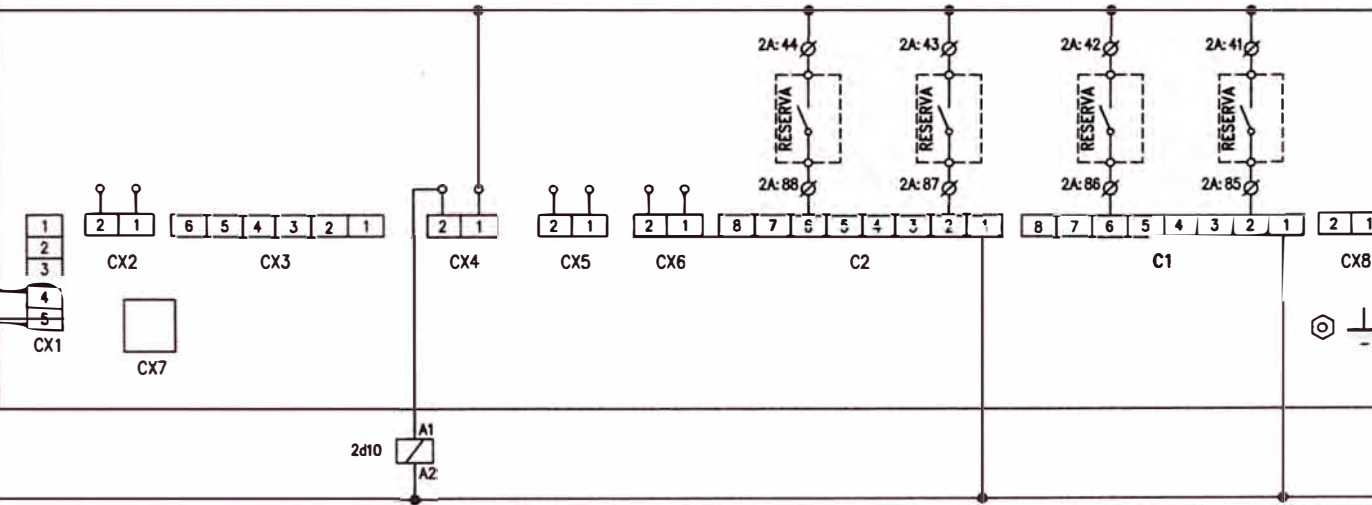 2A:44 2A:43 2A:42 2A:41
RESERVA RESERVA RESERVA RESERVA
2A:88 2A:87 2A:86 2A:85
1 2 1 6 5 4 3 2 1 2 1 2 1 2 1 8 7 6 5 4 3 2 1 8 7 6 5 4 3 2 1 2 1
2
3
CX2 CX3 CX4 CX5 CX6 C2 C1 CX8
4
5
CX1
CX7
A1
2d10
A2